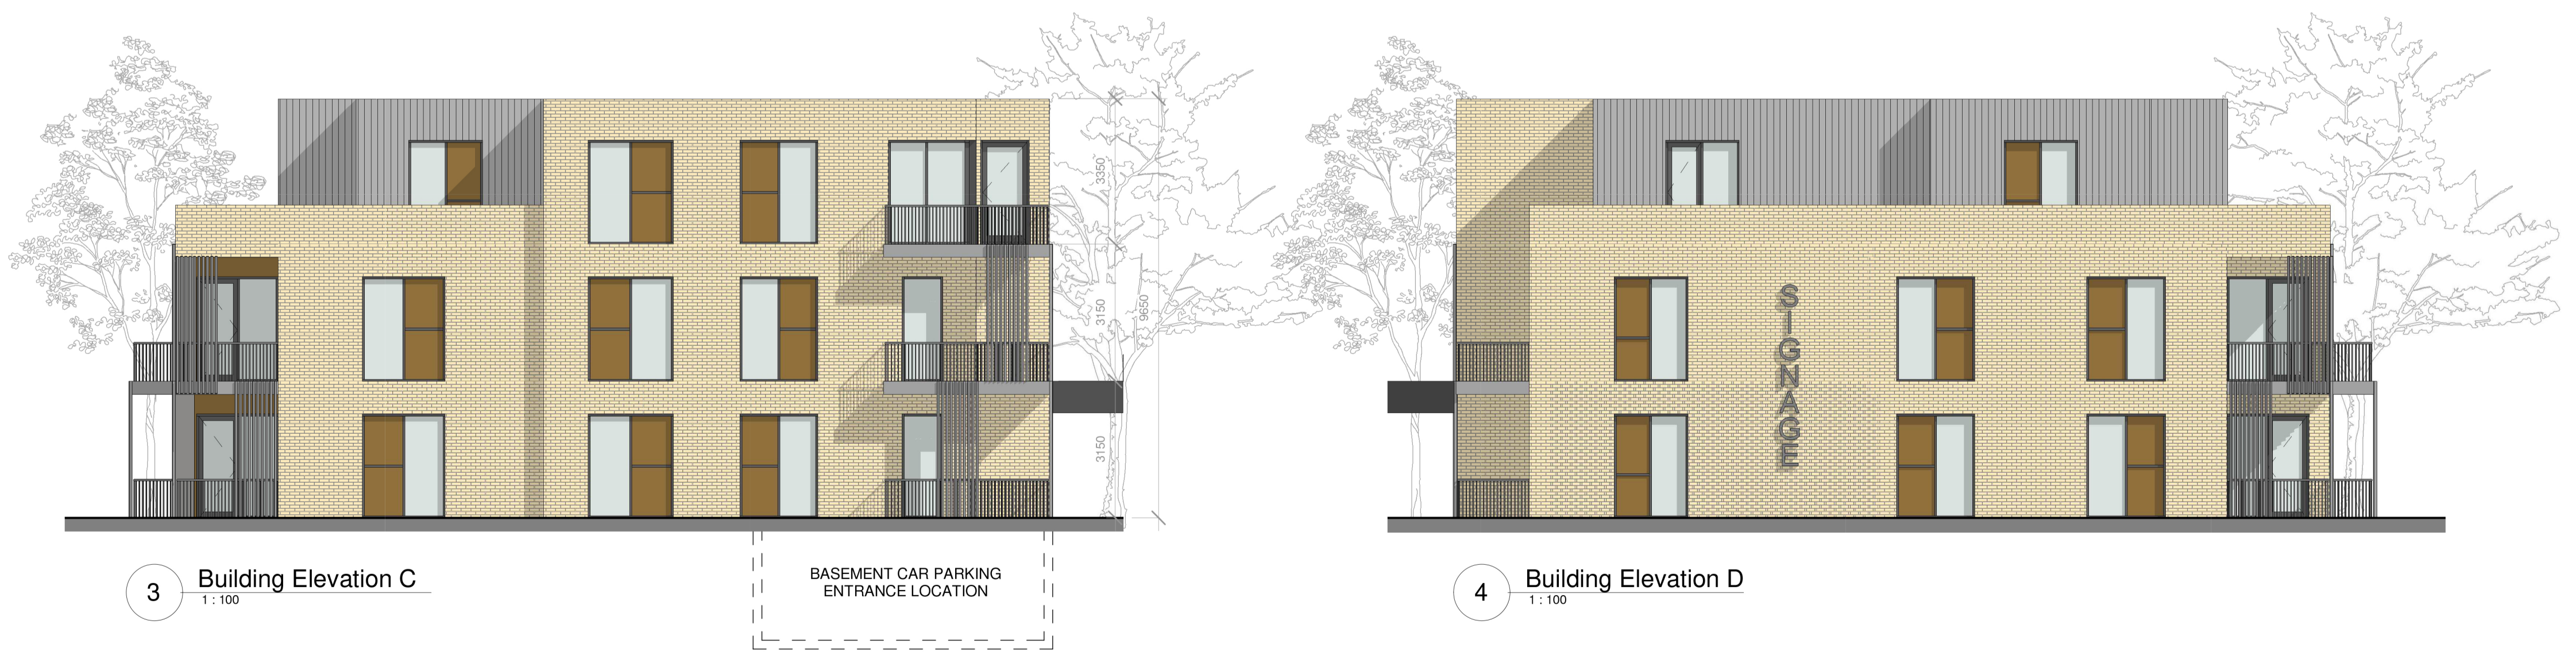 3350
3150
9650
3150
SIGNAGE
3
Building Elevation C
1 : 100
BASEMENT CAR PARKING
ENTRANCE LOCATION
4
Building Elevation D
1 : 100